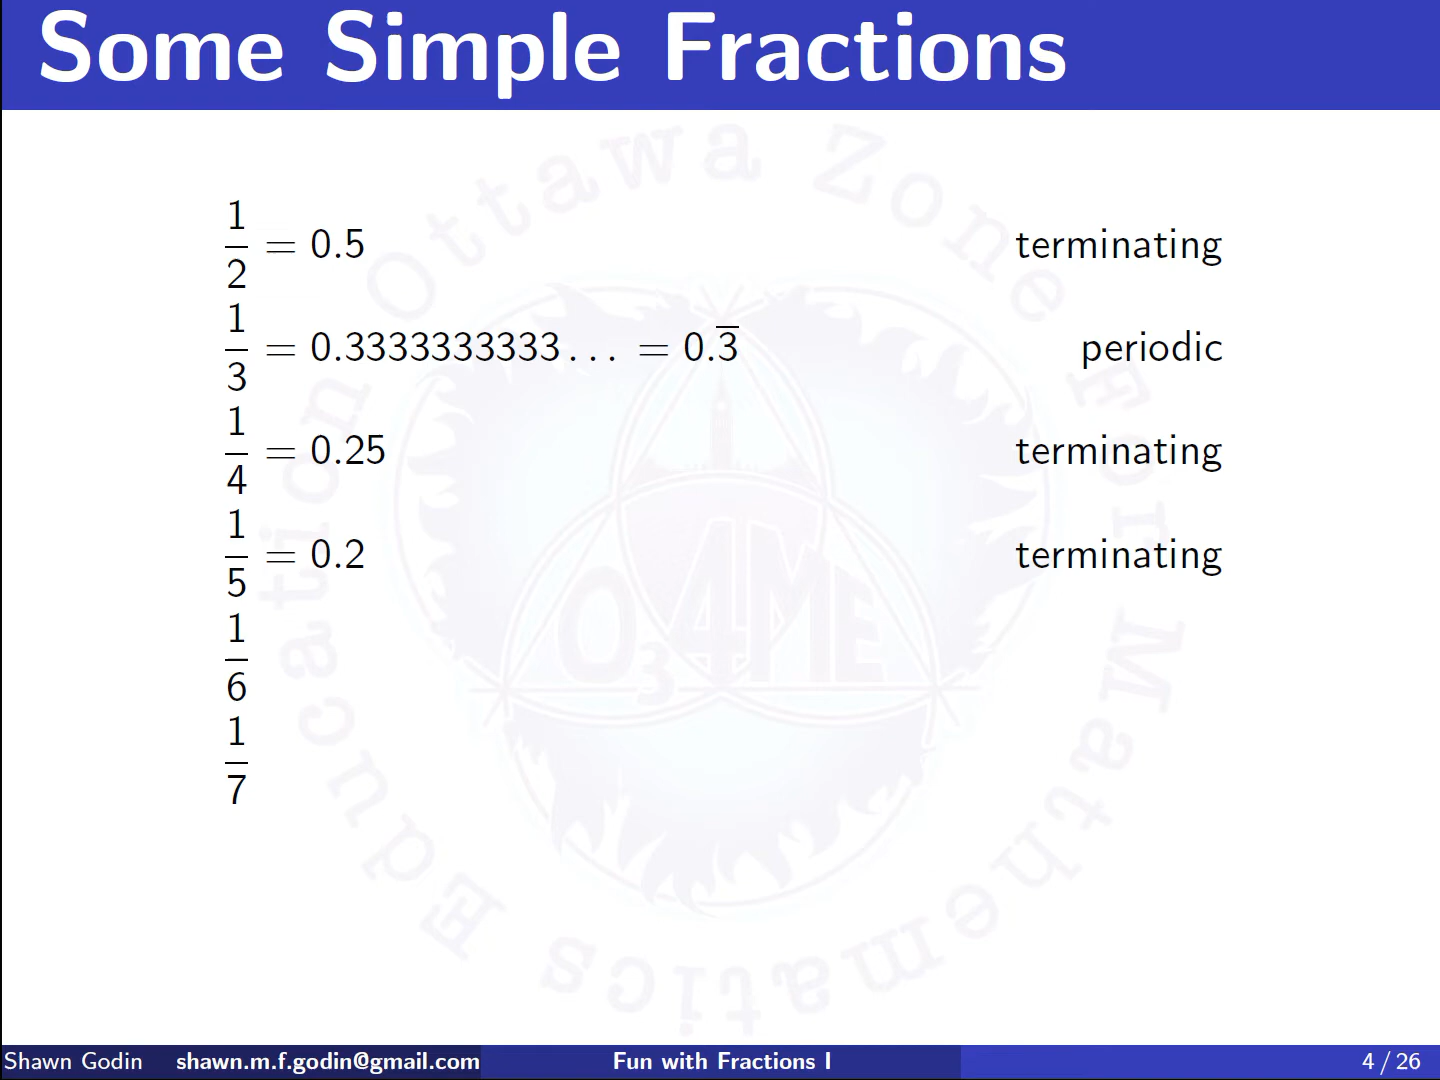 Some Simple Fractions
1/2 = 0.5 terminating
1/3 = 0.3333333333... = 0.3̅ periodic
1/4 = 0.25 terminating
1/5 = 0.2 terminating
1/6
1/7
Ottawa Zone For Mathematics Education
O34ME
Shawn Godin shawn.m.f.godin@gmail.com Fun with Fractions I 4 / 26